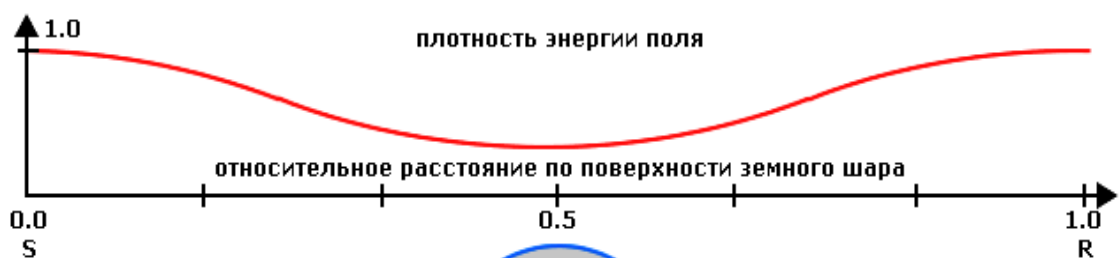 1.0
плотность энергии поля
относительное расстояние по поверхности земного шара
0.0 0.5 1.0
S R